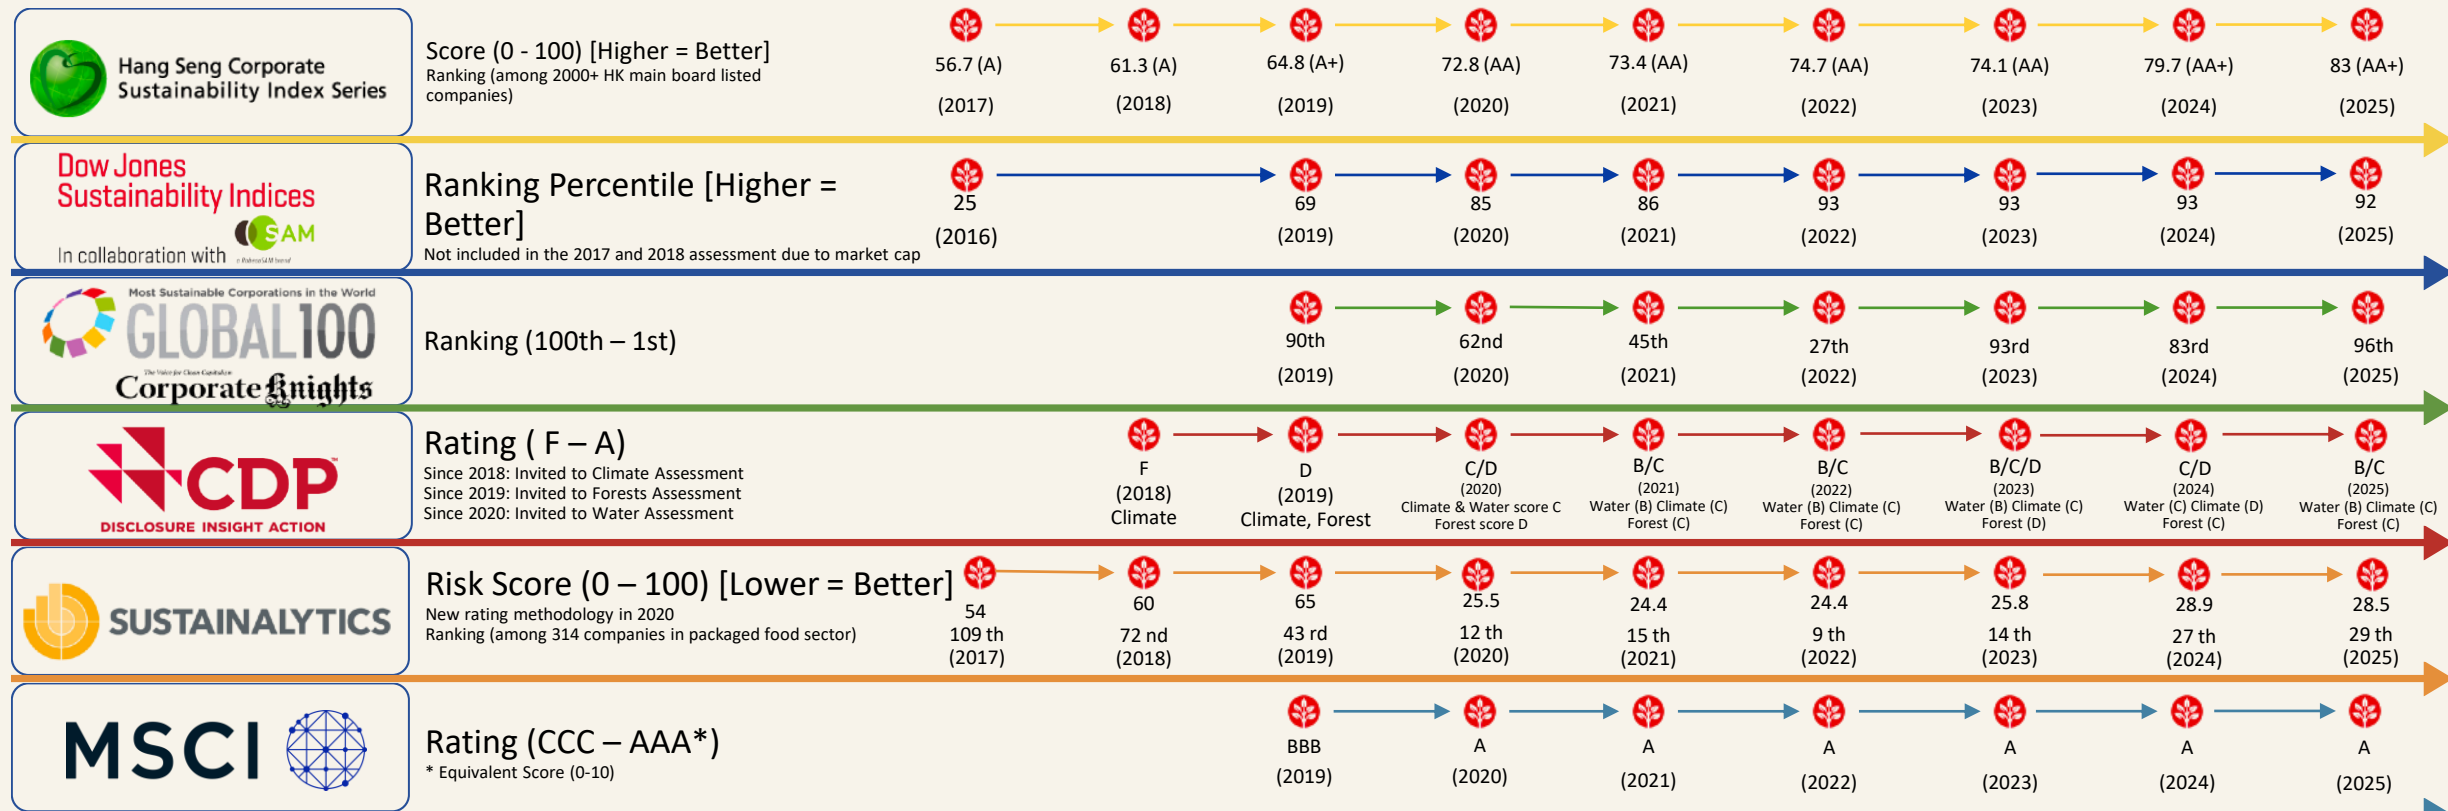 Hang Seng Corporate
Sustainability Index Series
Score (0 - 100) [Higher = Better]
Ranking (among 2000+ HK main board listed
companies)
56.7 (A) 61.3 (A) 64.8 (A+) 72.8 (AA) 73.4 (AA) 74.7 (AA) 74.1 (AA) 79.7 (AA+) 83 (AA+)
(2017) (2018) (2019) (2020) (2021) (2022) (2023) (2024) (2025)
Dow Jones
Sustainability Indices
SAM
In collaboration with a RobecoSAM brand
Ranking Percentile [Higher =
Better]
Not included in the 2017 and 2018 assessment due to market cap
25 69 85 86 93 93 93 92
(2016) (2019) (2020) (2021) (2022) (2023) (2024) (2025)
Most Sustainable Corporations in the World
GLOBAL100
The Voice for Clean Capitalism
Corporate Knights
Ranking (100th – 1st)
90th 62nd 45th 27th 93rd 83rd 96th
(2019) (2020) (2021) (2022) (2023) (2024) (2025)
CDP
DISCLOSURE INSIGHT ACTION
Rating ( F – A)
Since 2018: Invited to Climate Assessment
Since 2019: Invited to Forests Assessment
Since 2020: Invited to Water Assessment
F
(2018)
Climate
D
(2019)
Climate, Forest
C/D
(2020)
Climate & Water score C
Forest score D
B/C
(2021)
Water (B) Climate (C)
Forest (C)
B/C
(2022)
Water (B) Climate (C)
Forest (C)
B/C/D
(2023)
Water (B) Climate (C)
Forest (D)
C/D
(2024)
Water (C) Climate (D)
Forest (C)
B/C
(2025)
Water (B) Climate (C)
Forest (C)
SUSTAINALYTICS
Risk Score (0 – 100) [Lower = Better]
New rating methodology in 2020
Ranking (among 314 companies in packaged food sector)
54 60 65 25.5 24.4 24.4 25.8 28.9 28.5
109 th 72 nd 43 rd 12 th 15 th 9 th 14 th 27 th 29 th
(2017) (2018) (2019) (2020) (2021) (2022) (2023) (2024) (2025)
MSCI
Rating (CCC – AAA*)
* Equivalent Score (0-10)
BBB A A A A A A
(2019) (2020) (2021) (2022) (2023) (2024) (2025)